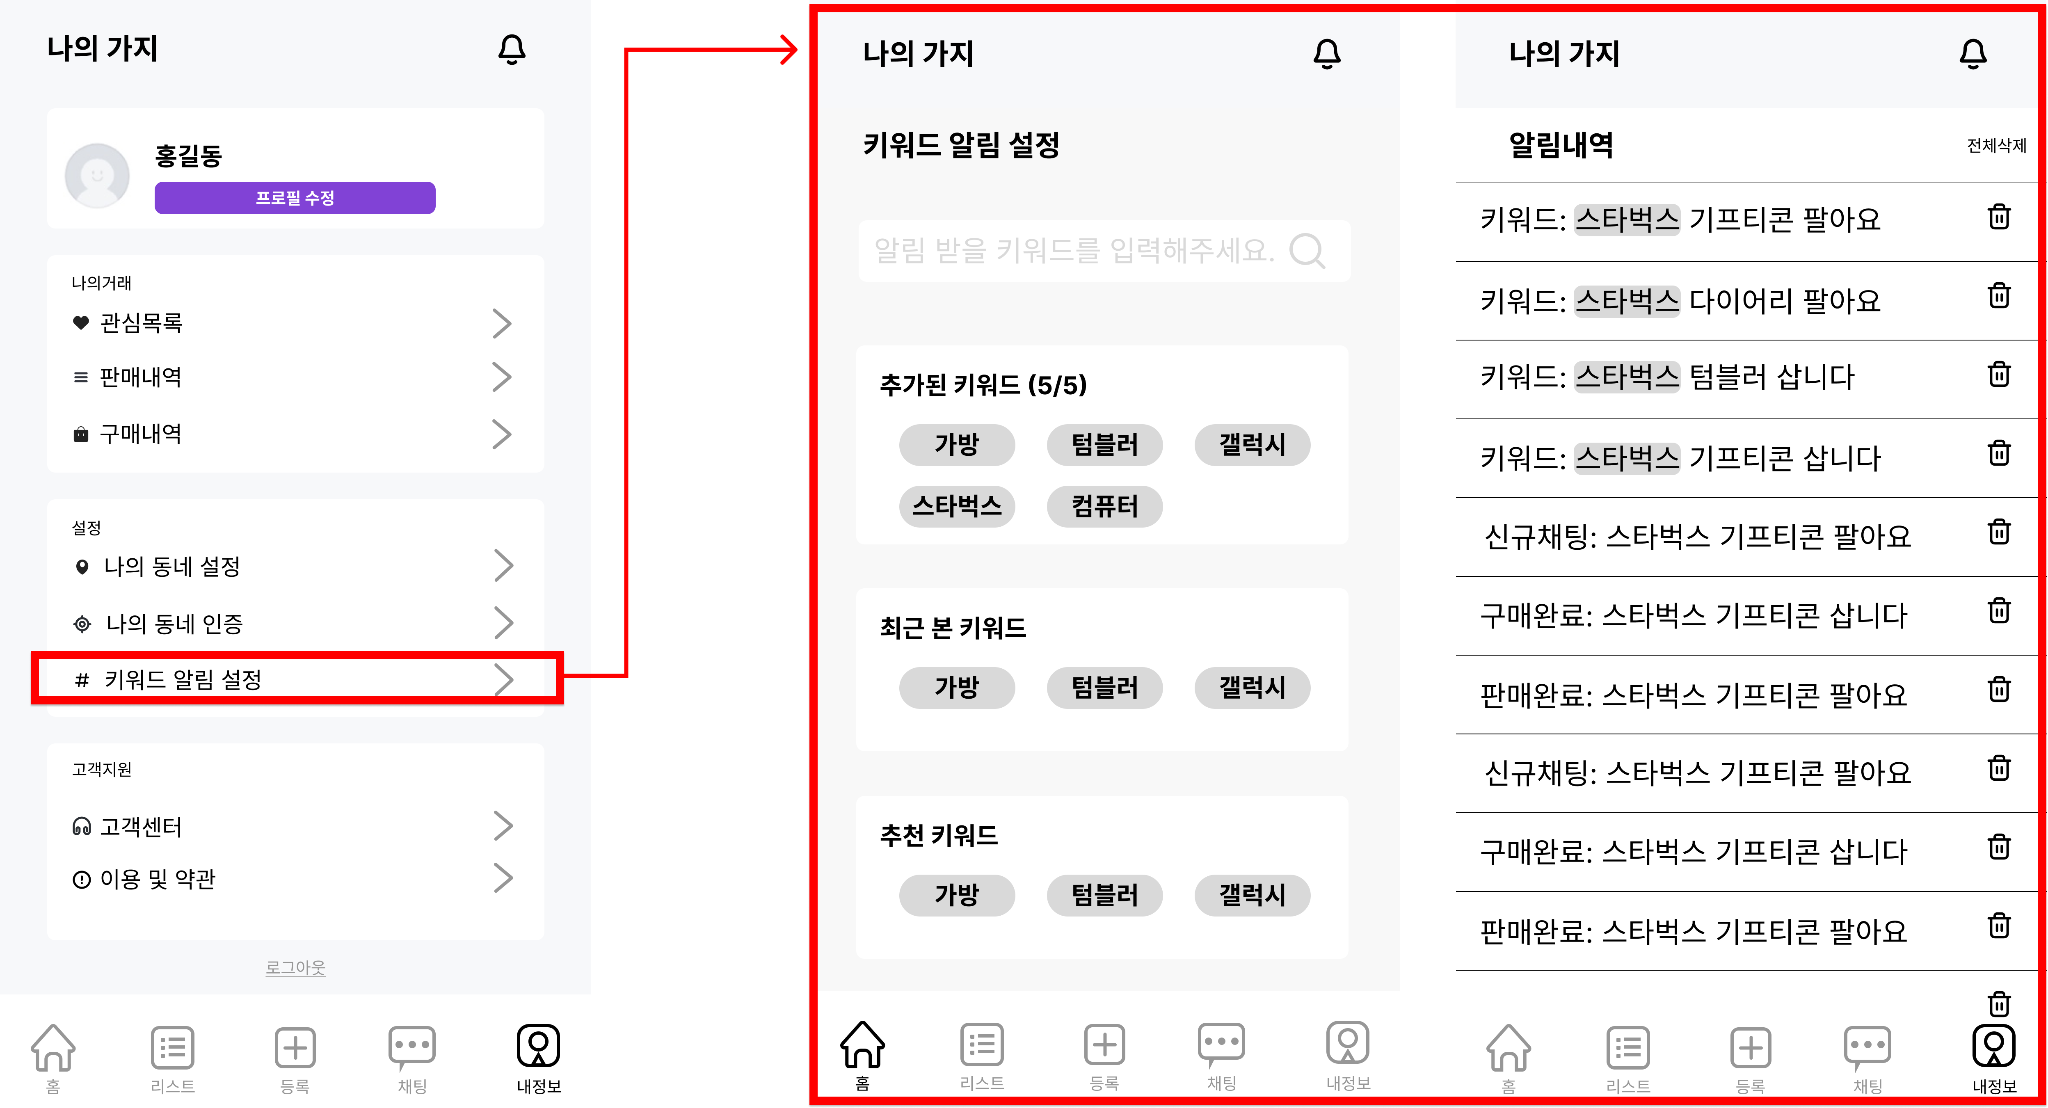 나의 가지
홍길동
프로필 수정
나의거래
관심목록
판매내역
구매내역
설정
나의 동네 설정
나의 동네 인증
# 키워드 알림 설정
고객지원
고객센터
이용 및 약관
로그아웃
홈 리스트 등록 채팅 내정보
나의 가지
키워드 알림 설정
알림 받을 키워드를 입력해주세요.
추가된 키워드 (5/5)
가방 텀블러 갤럭시
스타벅스 컴퓨터
최근 본 키워드
가방 텀블러 갤럭시
추천 키워드
가방 텀블러 갤럭시
홈 리스트 등록 채팅 내정보
나의 가지
알림내역 전체삭제
키워드: 스타벅스 기프티콘 팔아요
키워드: 스타벅스 다이어리 팔아요
키워드: 스타벅스 텀블러 삽니다
키워드: 스타벅스 기프티콘 삽니다
신규채팅: 스타벅스 기프티콘 팔아요
구매완료: 스타벅스 기프티콘 삽니다
판매완료: 스타벅스 기프티콘 팔아요
신규채팅: 스타벅스 기프티콘 팔아요
구매완료: 스타벅스 기프티콘 삽니다
판매완료: 스타벅스 기프티콘 팔아요
홈 리스트 등록 채팅 내정보